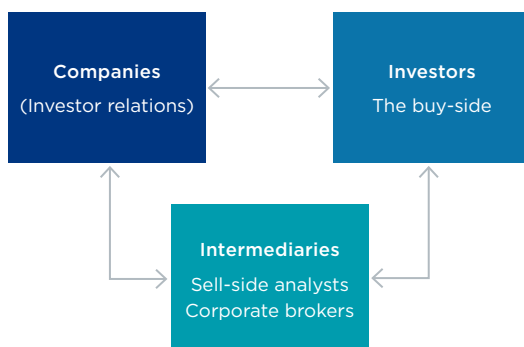 Companies
(Investor relations)
Investors
The buy-side
Intermediaries
Sell-side analysts
Corporate brokers